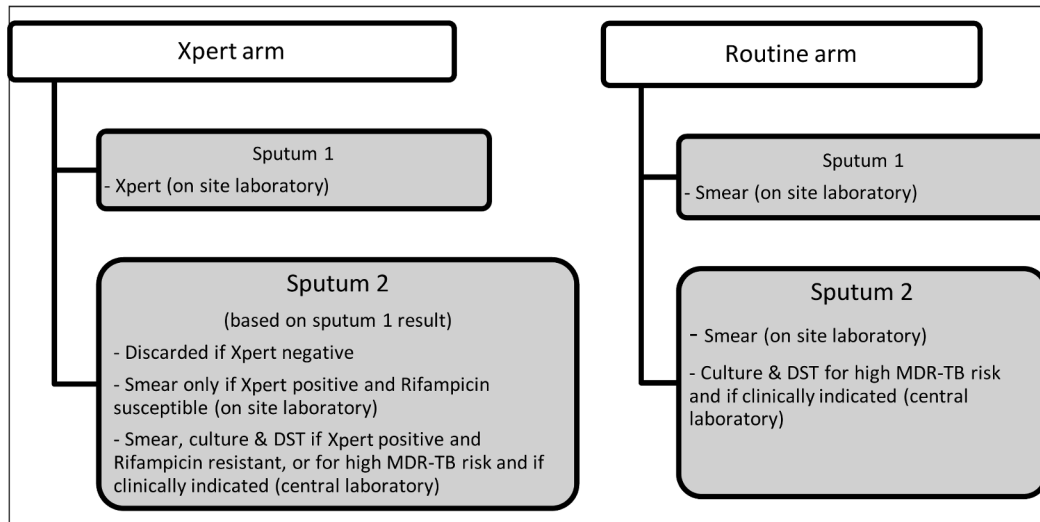 Xpert arm
Sputum 1
- Xpert (on site laboratory)
Sputum 2
(based on sputum 1 result)
- Discarded if Xpert negative
- Smear only if Xpert positive and Rifampicin
susceptible (on site laboratory)
- Smear, culture & DST if Xpert positive and
Rifampicin resistant, or for high MDR-TB risk and if
clinically indicated (central laboratory)
Routine arm
Sputum 1
- Smear (on site laboratory)
Sputum 2
- Smear (on site laboratory)
- Culture & DST for high MDR-TB risk
and if clinically indicated (central
laboratory)